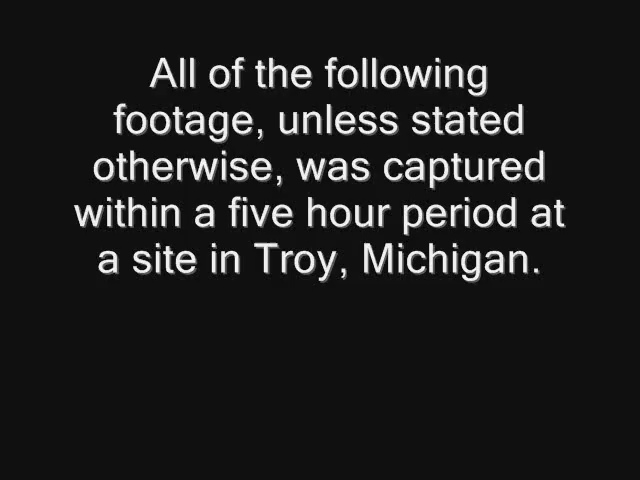 All of the following
footage, unless stated
otherwise, was captured
within a five hour period at
a site in Troy, Michigan.